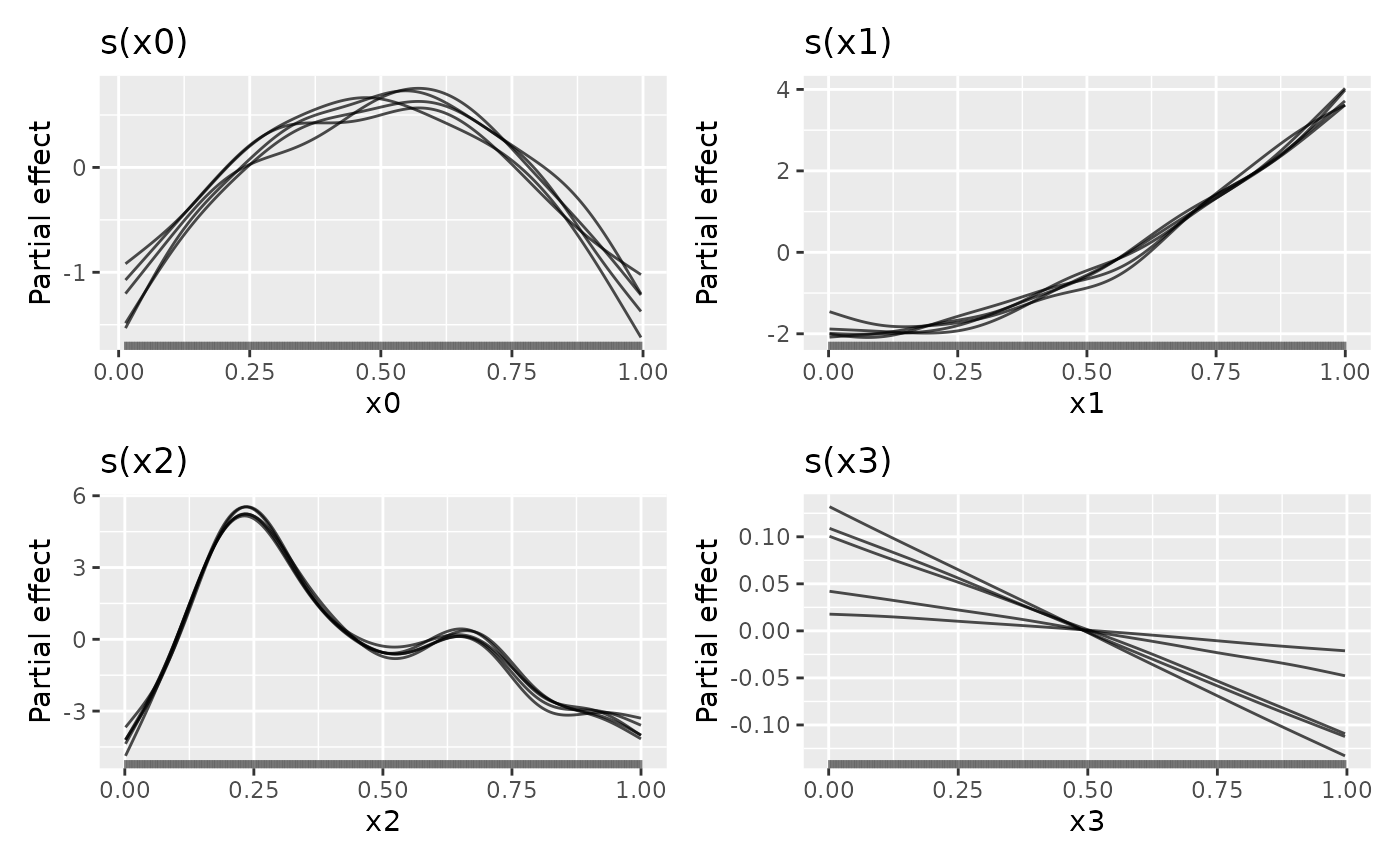 s(x0)
Partial effect
0
-1
0.00 0.25 0.50 0.75 1.00
x0
s(x1)
Partial effect
4
2
0
-2
0.00 0.25 0.50 0.75 1.00
x1
s(x2)
Partial effect
6
3
0
-3
0.00 0.25 0.50 0.75 1.00
x2
s(x3)
Partial effect
0.10
0.05
0.00
-0.05
-0.10
0.00 0.25 0.50 0.75 1.00
x3